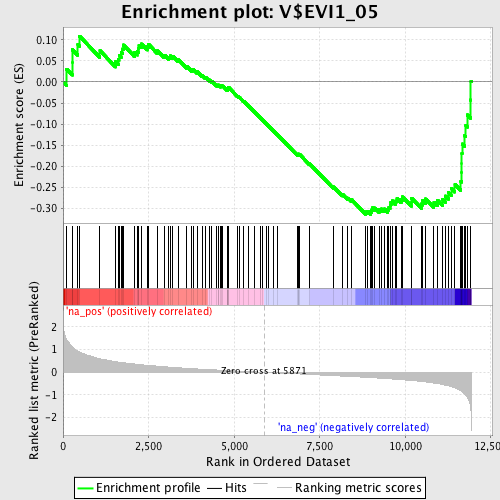 Enrichment plot: V$EVI1_05
Enrichment score (ES)
0.10
0.05
0.00
-0.05
-0.10
-0.15
-0.20
-0.25
-0.30
'na_pos' (positively correlated)
Ranked list metric (PreRanked)
2
1
0
-1
-2
Zero cross at 5871
'na_neg' (negatively correlated)
0
2,500
5,000
7,500
10,000
12,500
Rank in Ordered Dataset
Enrichment profile
Hits
Ranking metric scores